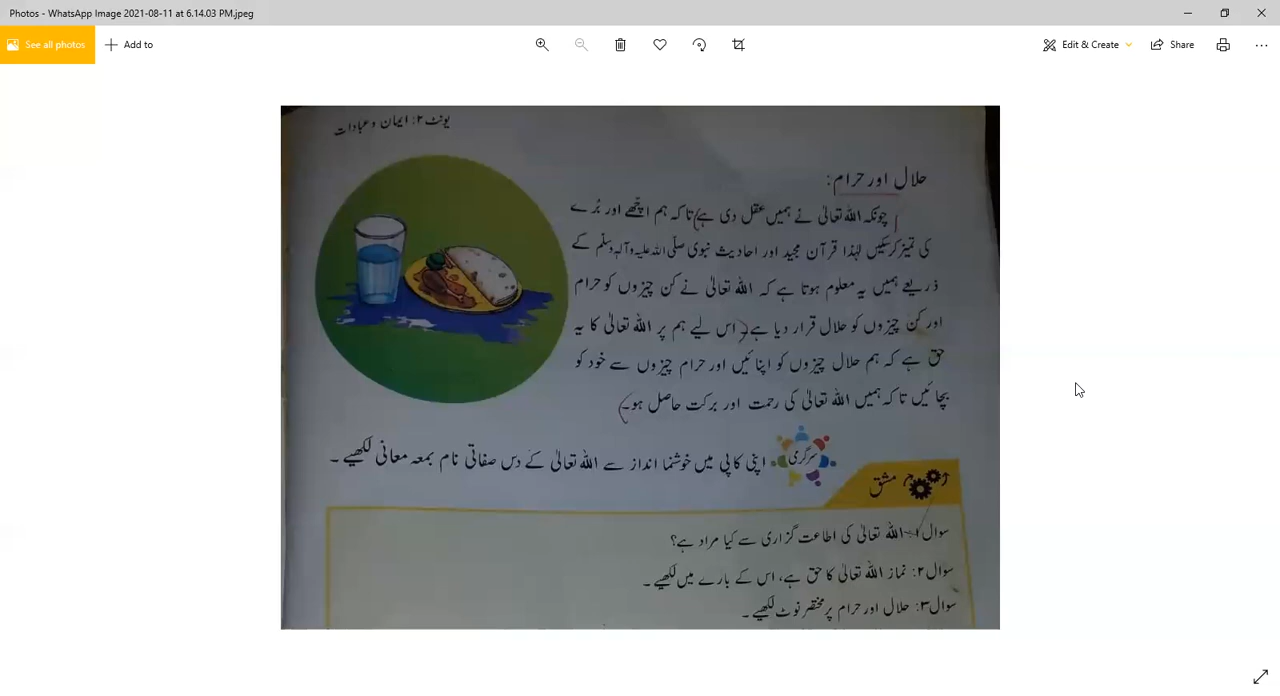 Photos - WhatsApp Image 2021-08-11 at 6.14.03 PM.jpeg
See all photos
Add to
Edit & Create
Share
یونٹ ۲: ایمان و عبادات
حلال اور حرام:
چونکہ اللہ تعالیٰ نے ہمیں عقل دی ہے (تا کہ ہم اچھے اور بُرے
کی تمیز کر سکیں لہٰذا قرآن مجید اور احادیث نبوی صلّی اللہ علیہ وآلہٖ وسلّم کے
ذریعے ہمیں یہ معلوم ہوتا ہے کہ اللہ تعالیٰ نے کن چیزوں کو حرام
اور کن چیزوں کو حلال قرار دیا ہے (اس لیے ہم پر اللہ تعالیٰ کا یہ
حق ہے کہ ہم حلال چیزوں کو اپنائیں اور حرام چیزوں سے خود کو
بچائیں تا کہ ہمیں اللہ تعالیٰ کی رحمت اور برکت حاصل ہو۔)
سرگرمی
اپنی کاپی میں خوشنما انداز سے اللہ تعالیٰ کے دس صفاتی نام بمعہ معانی لکھیے۔
مشق
سوال ۱: اللہ تعالیٰ کی اطاعت گزاری سے کیا مراد ہے؟
سوال ۲: نماز اللہ تعالیٰ کا حق ہے، اس کے بارے میں لکھیے۔
سوال ۳: حلال اور حرام پر مختصر نوٹ لکھیے۔